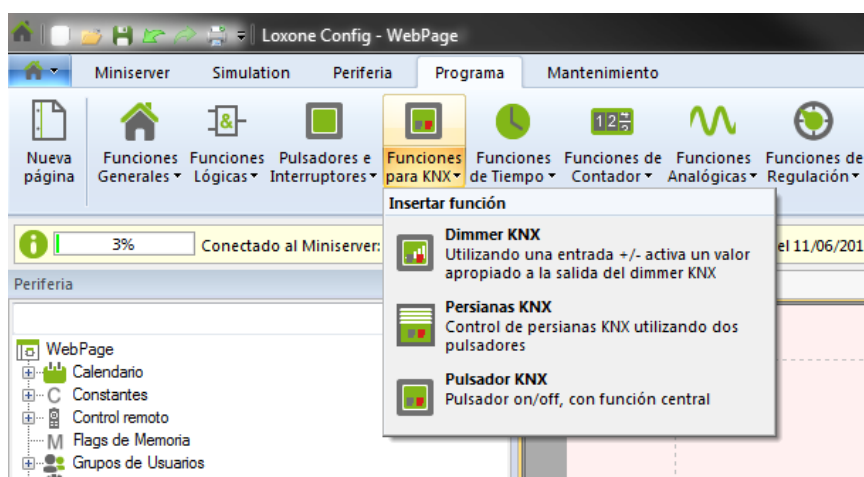 Loxone Config - WebPage
Miniserver Simulation Periferia Programa Mantenimiento
Nueva página
Funciones Generales
Funciones Lógicas
Pulsadores e Interruptores
Funciones para KNX
Funciones de Tiempo
Funciones de Contador
Funciones Analógicas
Funciones de Regulación
Insertar función
Dimmer KNX
Utilizando una entrada +/- activa un valor
apropiado a la salida del dimmer KNX
Persianas KNX
Control de persianas KNX utilizando dos
pulsadores
Pulsador KNX
Pulsador on/off, con función central
3% Conectado al Miniserver: el 11/06/201
Periferia
WebPage
Calendario
C Constantes
Control remoto
M Flags de Memoria
Grupos de Usuarios